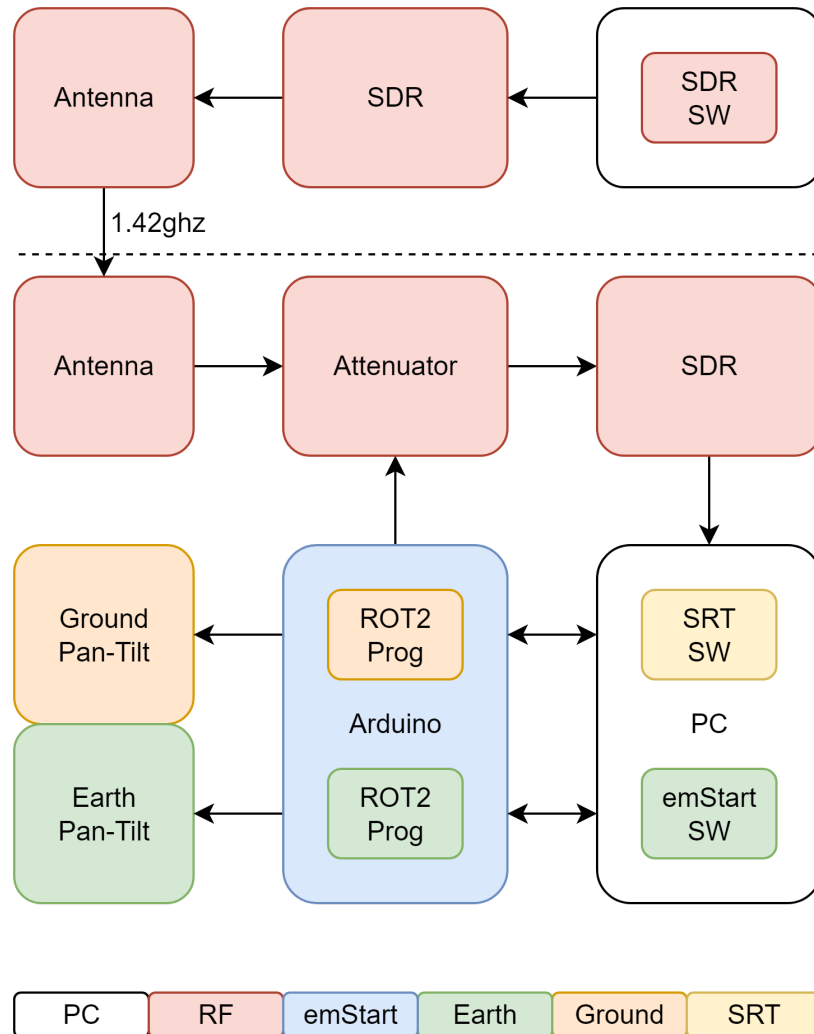 Antenna
SDR
SDR
SW
1.42ghz
Antenna
Attenuator
SDR
Ground
Pan-Tilt
ROT2
Prog
SRT
SW
Arduino
PC
Earth
Pan-Tilt
ROT2
Prog
emStart
SW
PC
RF
emStart
Earth
Ground
SRT